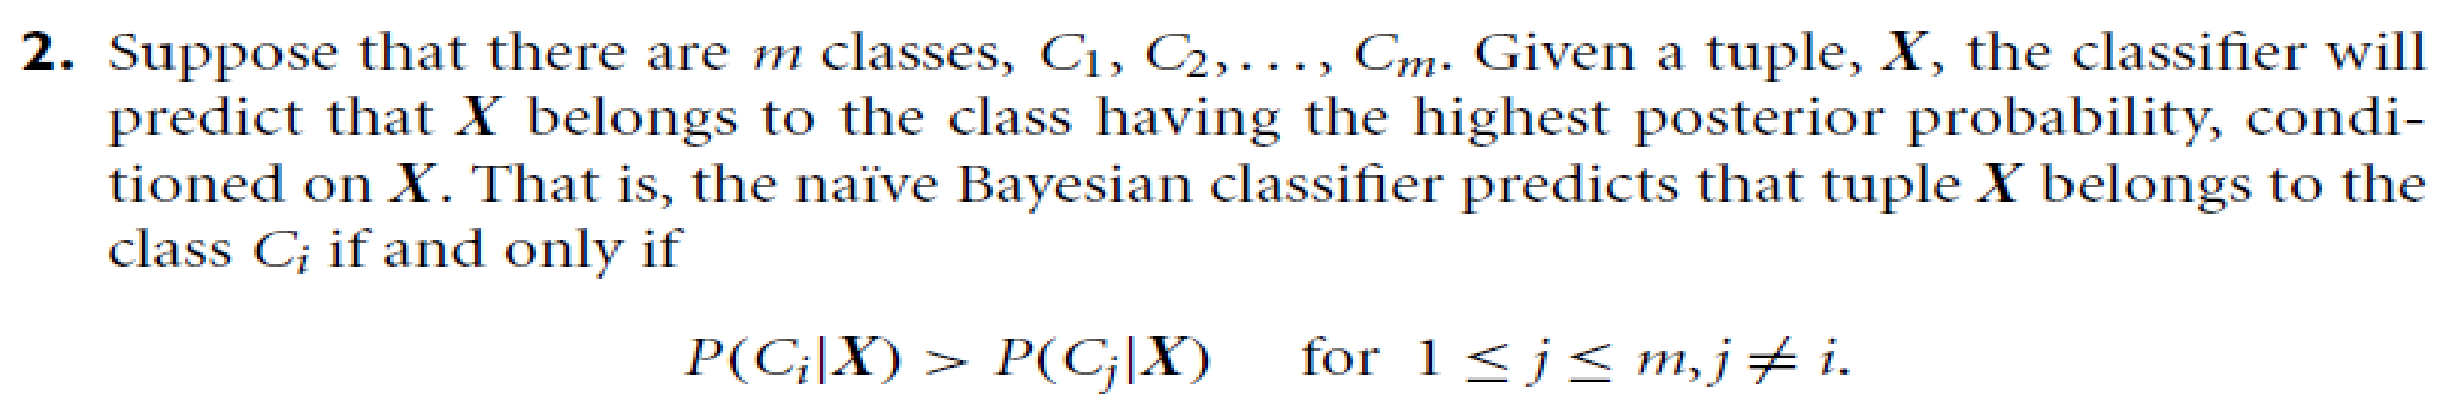 2. Suppose that there are m classes, C₁, C₂,..., Cₘ. Given a tuple, X, the classifier will
predict that X belongs to the class having the highest posterior probability, condi-
tioned on X. That is, the naïve Bayesian classifier predicts that tuple X belongs to the
class Cᵢ if and only if
P(Cᵢ|X) > P(Cⱼ|X) for 1 ≤ j ≤ m, j ≠ i.